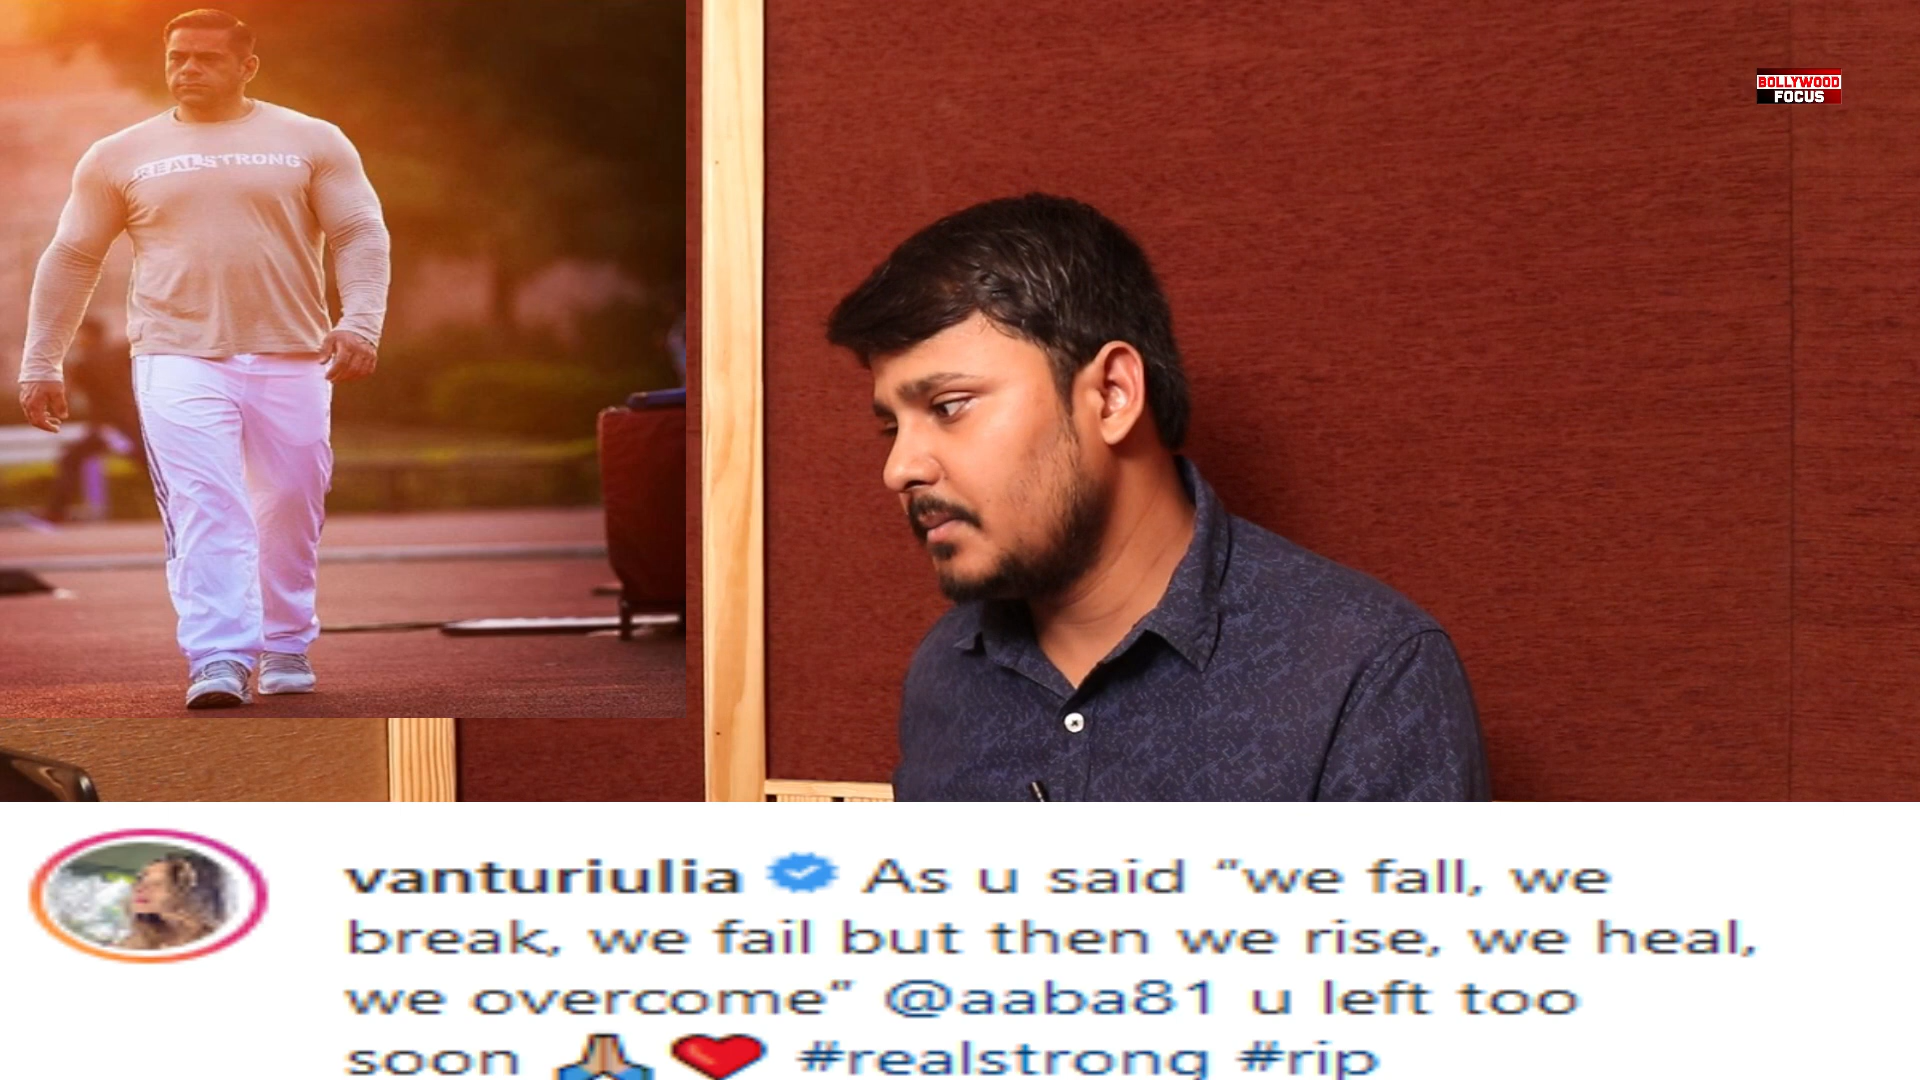 REALSTRONG
BOLLYWOOD
FOCUS
vanturiulia As u said “we fall, we
break, we fail but then we rise, we heal,
we overcome” @aaba81 u left too
soon 🙏❤️ #realstrong #rip